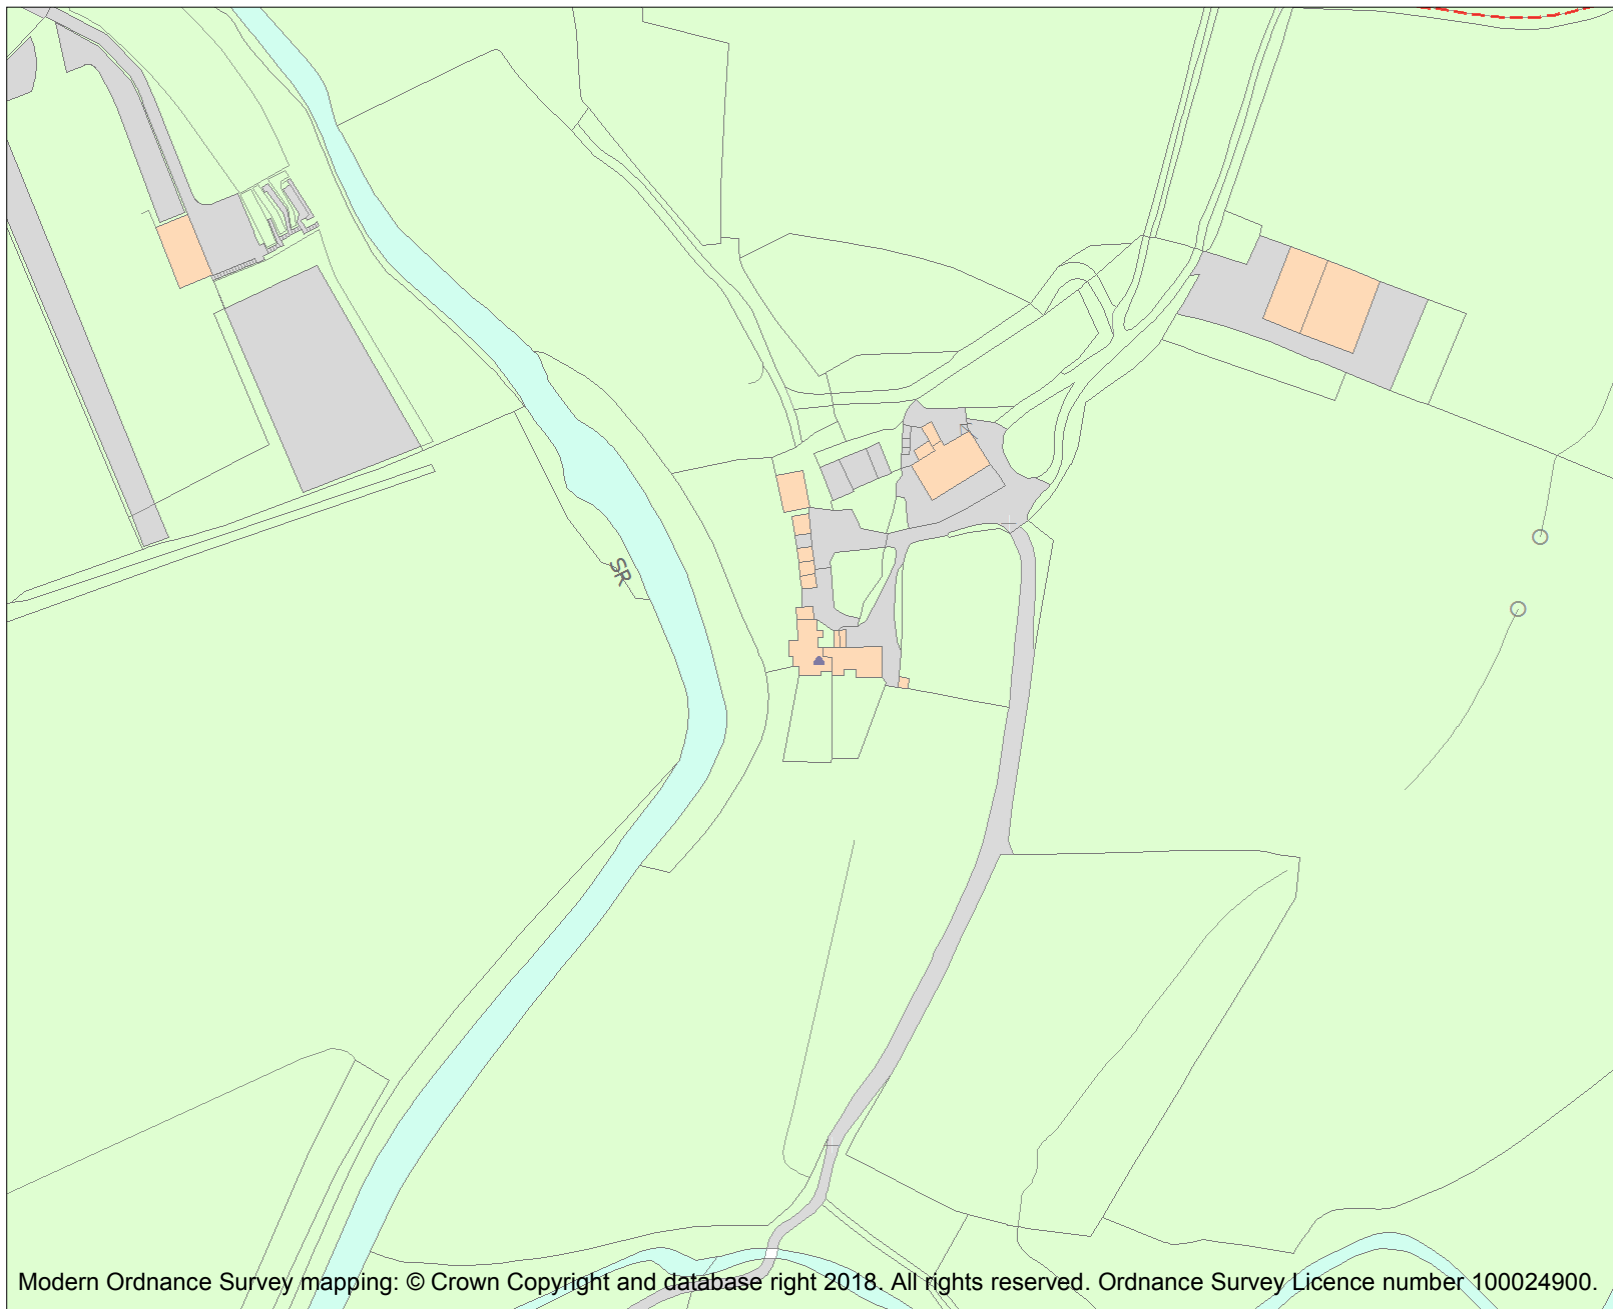 SR
Modern Ordnance Survey mapping: © Crown Copyright and database right 2018. All rights reserved. Ordnance Survey Licence number 100024900.